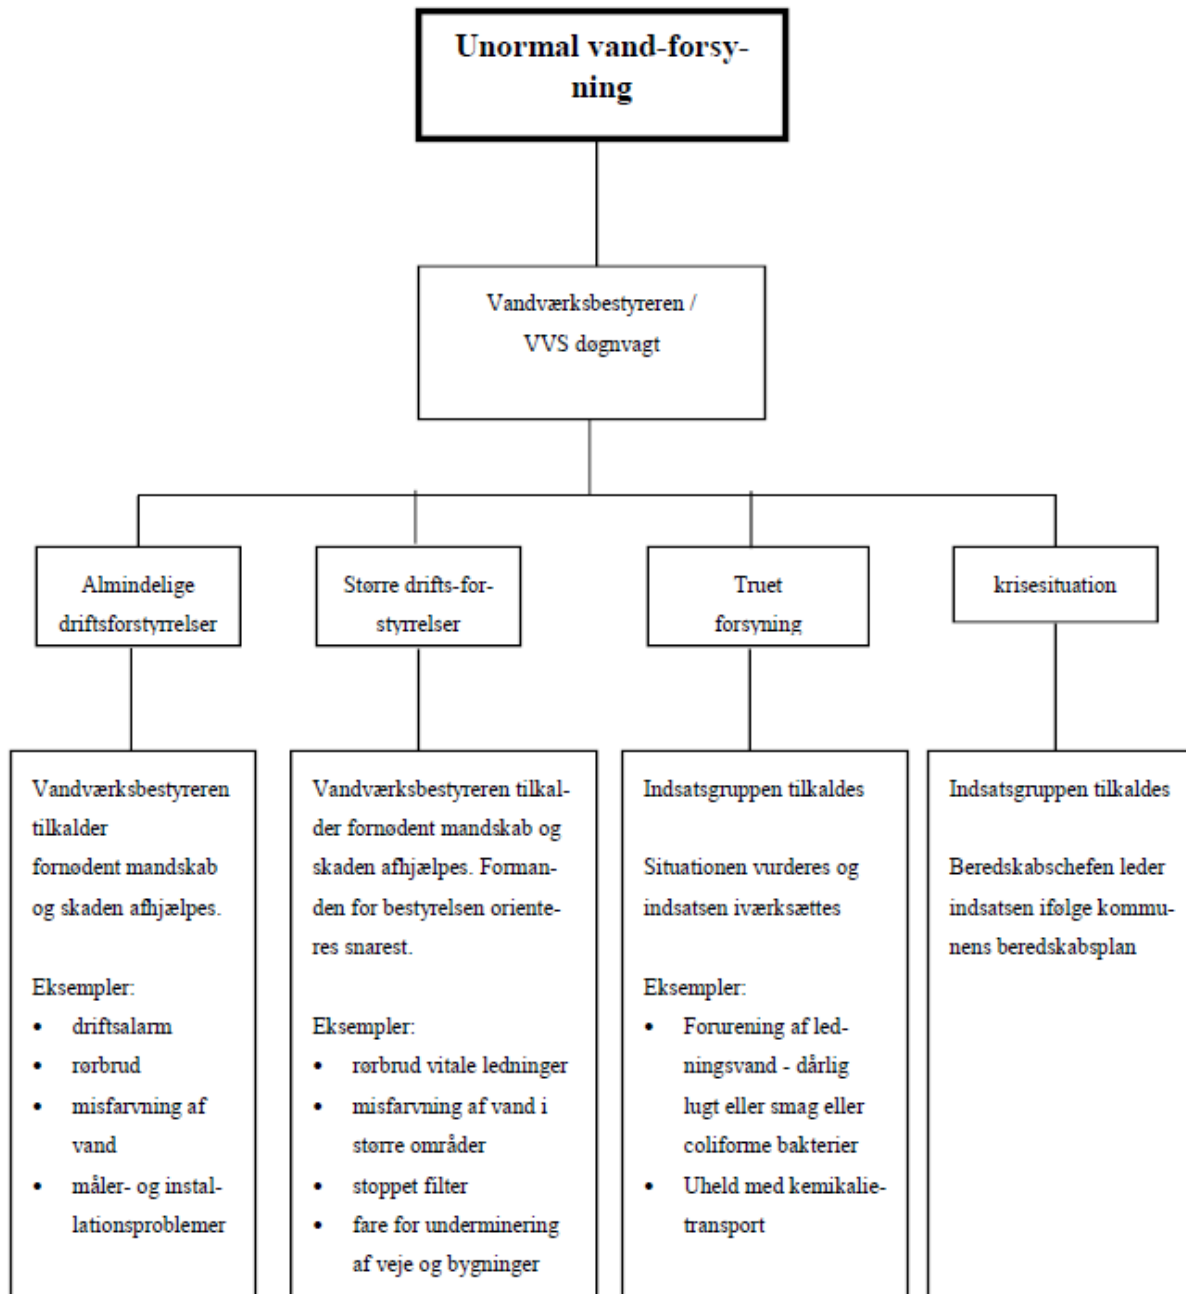 Unormal vand-forsy-
ning
Vandværksbestyreren /
VVS døgnvagt
Almindelige
driftsforstyrrelser
Større drifts-for-
styrrelser
Truet
forsyning
krisesituation
Vandværksbestyreren
tilkalder
fornødent mandskab
og skaden afhjælpes.
Eksempler:
• driftsalarm
• rørbrud
• misfarvning af
vand
• måler- og instal-
lationsproblemer
Vandværksbestyreren tilkal-
der fornødent mandskab og
skaden afhjælpes. Forman-
den for bestyrelsen oriente-
res snarest.
Eksempler:
• rørbrud vitale ledninger
• misfarvning af vand i
større områder
• stoppet filter
• fare for underminering
af veje og bygninger
Indsatsgruppen tilkaldes
Situationen vurderes og
indsatsen iværksættes
Eksempler:
• Forurening af led-
ningsvand - dårlig
lugt eller smag eller
coliforme bakterier
• Uheld med kemikalie-
transport
Indsatsgruppen tilkaldes
Beredskabschefen leder
indsatsen ifølge kommu-
nens beredskabsplan